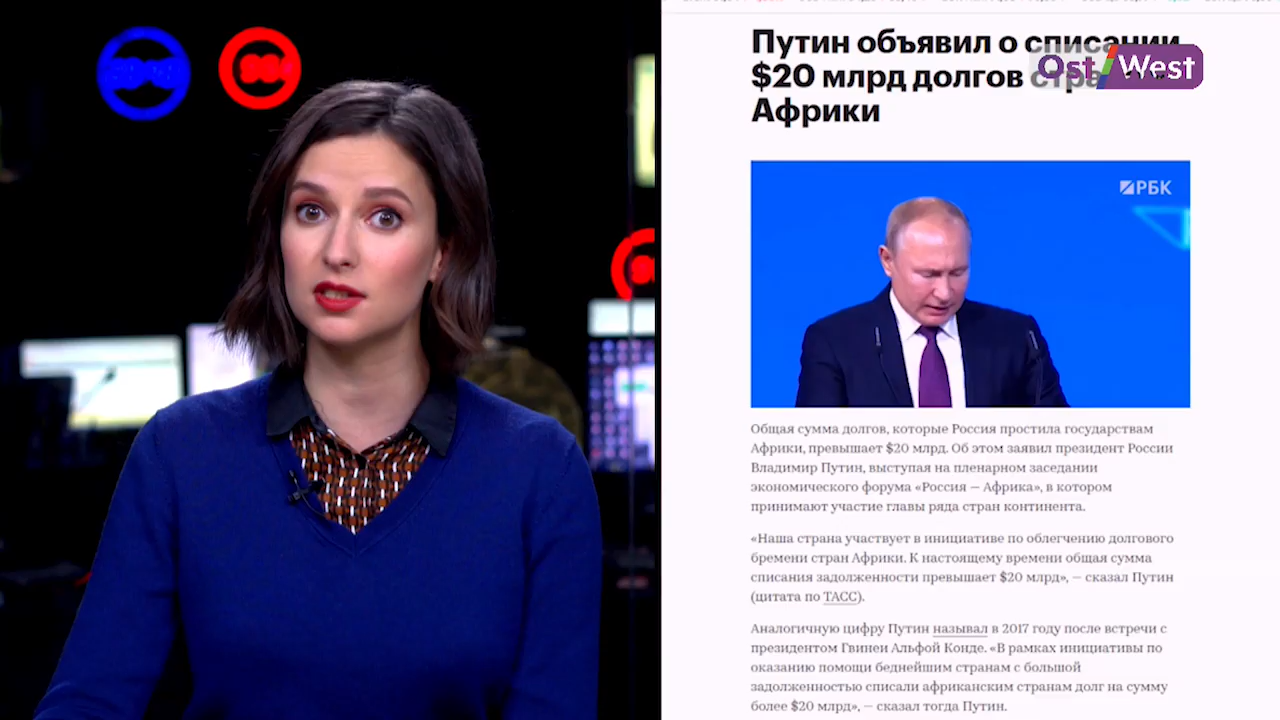 Путин объявил о списании
$20 млрд долгов
Ost West
Африки
РБК
Общая сумма долгов, которые Россия простила государствам
Африки, превышает $20 млрд. Об этом заявил президент России
Владимир Путин, выступая на пленарном заседании
экономического форума «Россия — Африка», в котором
принимают участие главы ряда стран континента.
«Наша страна участвует в инициативе по облегчению долгового
бремени стран Африки. К настоящему времени общая сумма
списания задолженности превышает $20 млрд», — сказал Путин
(цитата по ТАСС).
Аналогичную цифру Путин называл в 2017 году после встречи с
президентом Гвинеи Альфой Конде. «В рамках инициативы по
оказанию помощи беднейшим странам с большой
задолженностью списали африканским странам долг на сумму
более $20 млрд», — сказал тогда Путин.